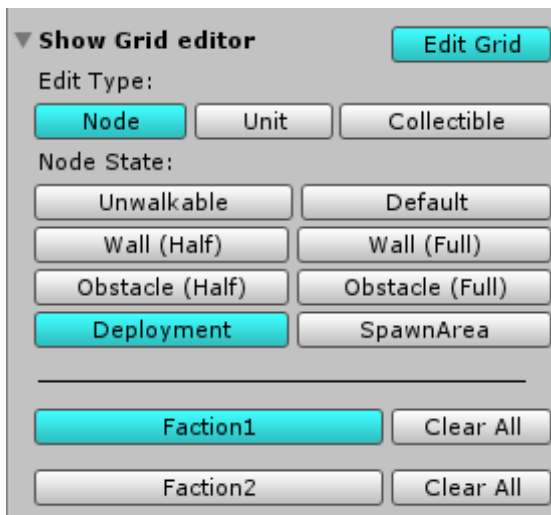 Show Grid editor Edit Grid
Edit Type:
Node Unit Collectible
Node State:
Unwalkable Default
Wall (Half) Wall (Full)
Obstacle (Half) Obstacle (Full)
Deployment SpawnArea
Faction1 Clear All
Faction2 Clear All